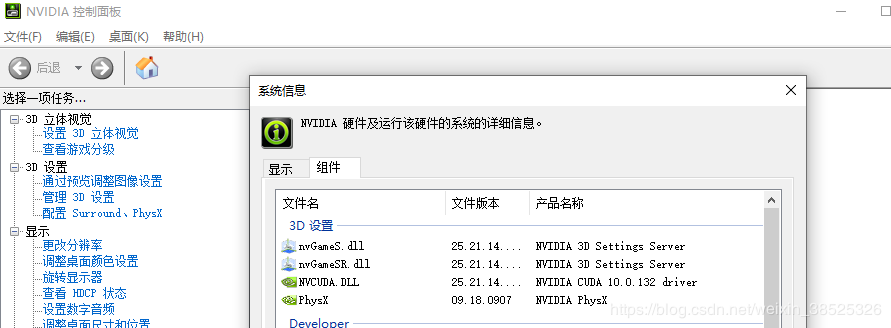 NVIDIA 控制面板
文件(F) 编辑(E) 桌面(K) 帮助(H)
后退
选择一项任务...
3D 立体视觉
设置 3D 立体视觉
查看游戏分级
3D 设置
通过预览调整图像设置
管理 3D 设置
配置 Surround、PhysX
显示
更改分辨率
调整桌面颜色设置
旋转显示器
查看 HDCP 状态
设置数字音频
调整桌面尺寸和位置
系统信息
NVIDIA 硬件及运行该硬件的系统的详细信息。
显示 组件
文件名 文件版本 产品名称
3D 设置
nvGameS.dll 25.21.14.... NVIDIA 3D Settings Server
nvGameSR.dll 25.21.14.... NVIDIA 3D Settings Server
NVCUDA.DLL 25.21.14.... NVIDIA CUDA 10.0.132 driver
PhysX 09.18.0907 NVIDIA PhysX
Developer
https://blog.csdn.net/weixin_38525326